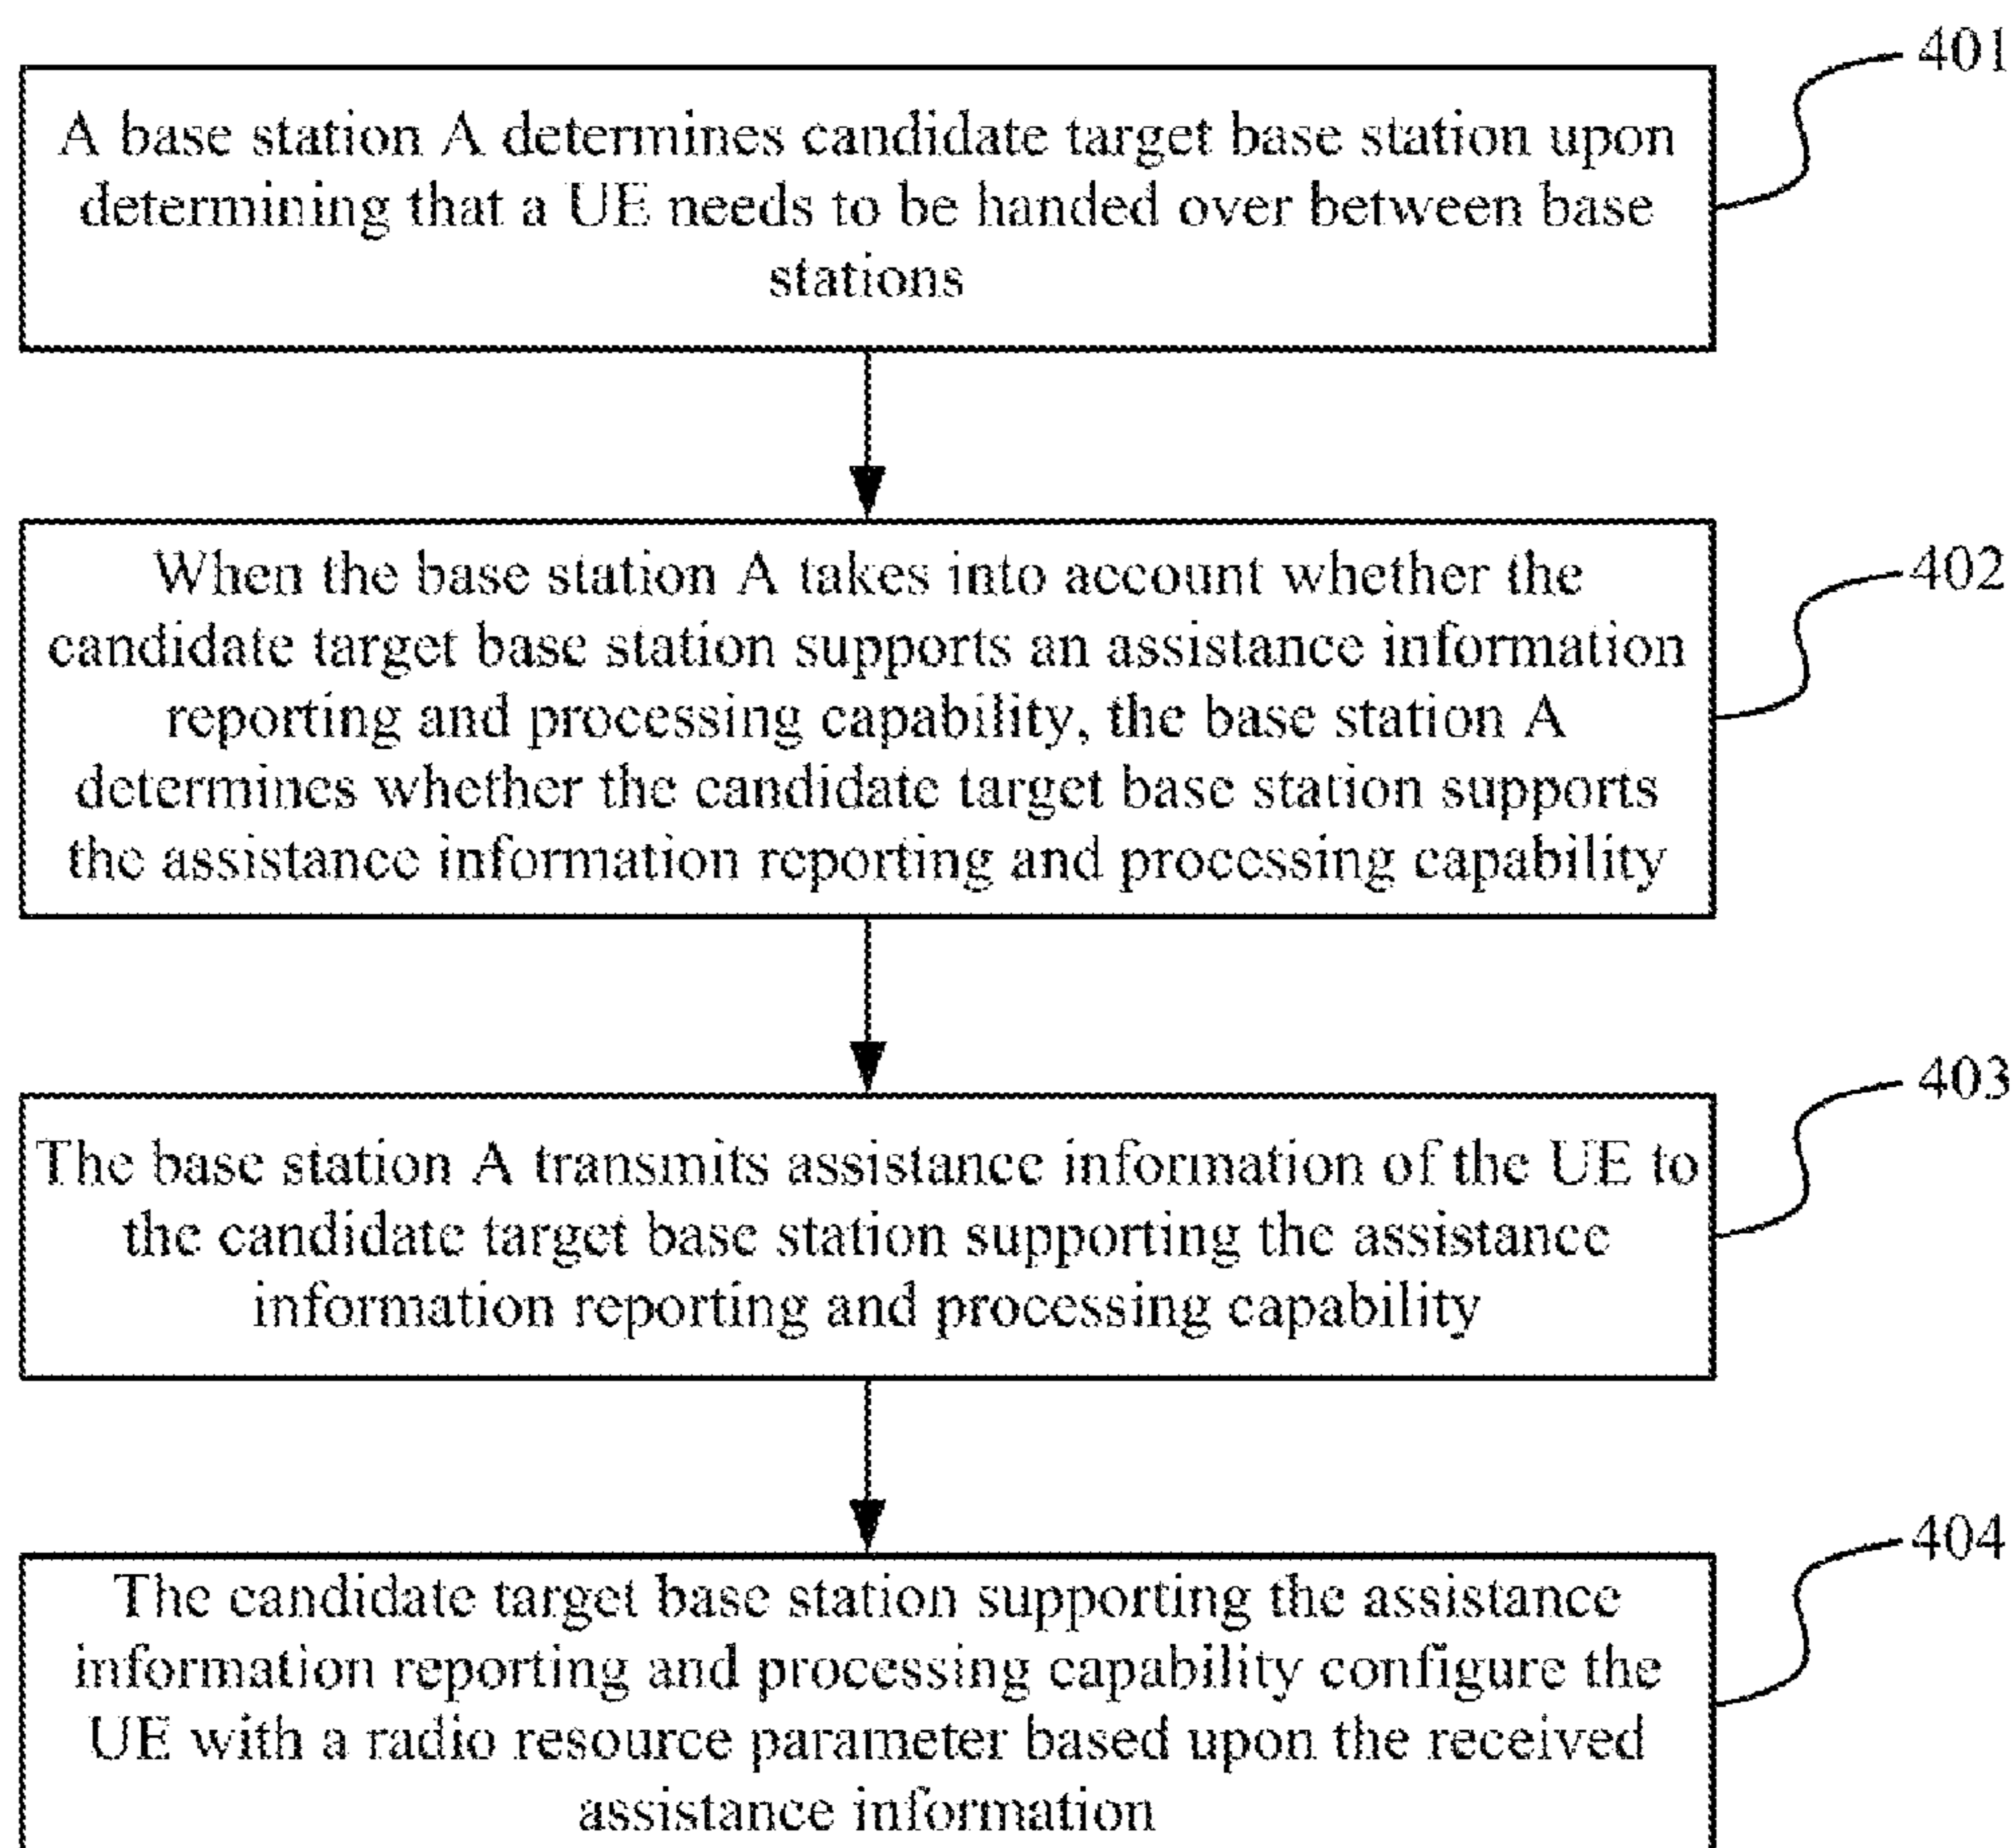 401
A base station A determines candidate target base station upon
determining that a UE needs to be handed over between base
stations
402
When the base station A takes into account whether the
candidate target base station supports an assistance information
reporting and processing capability, the base station A
determines whether the candidate target base station supports
the assistance information reporting and processing capability
403
The base station A transmits assistance information of the UE to
the candidate target base station supporting the assistance
information reporting and processing capability
404
The candidate target base station supporting the assistance
information reporting and processing capability configure the
UE with a radio resource parameter based upon the received
assistance information